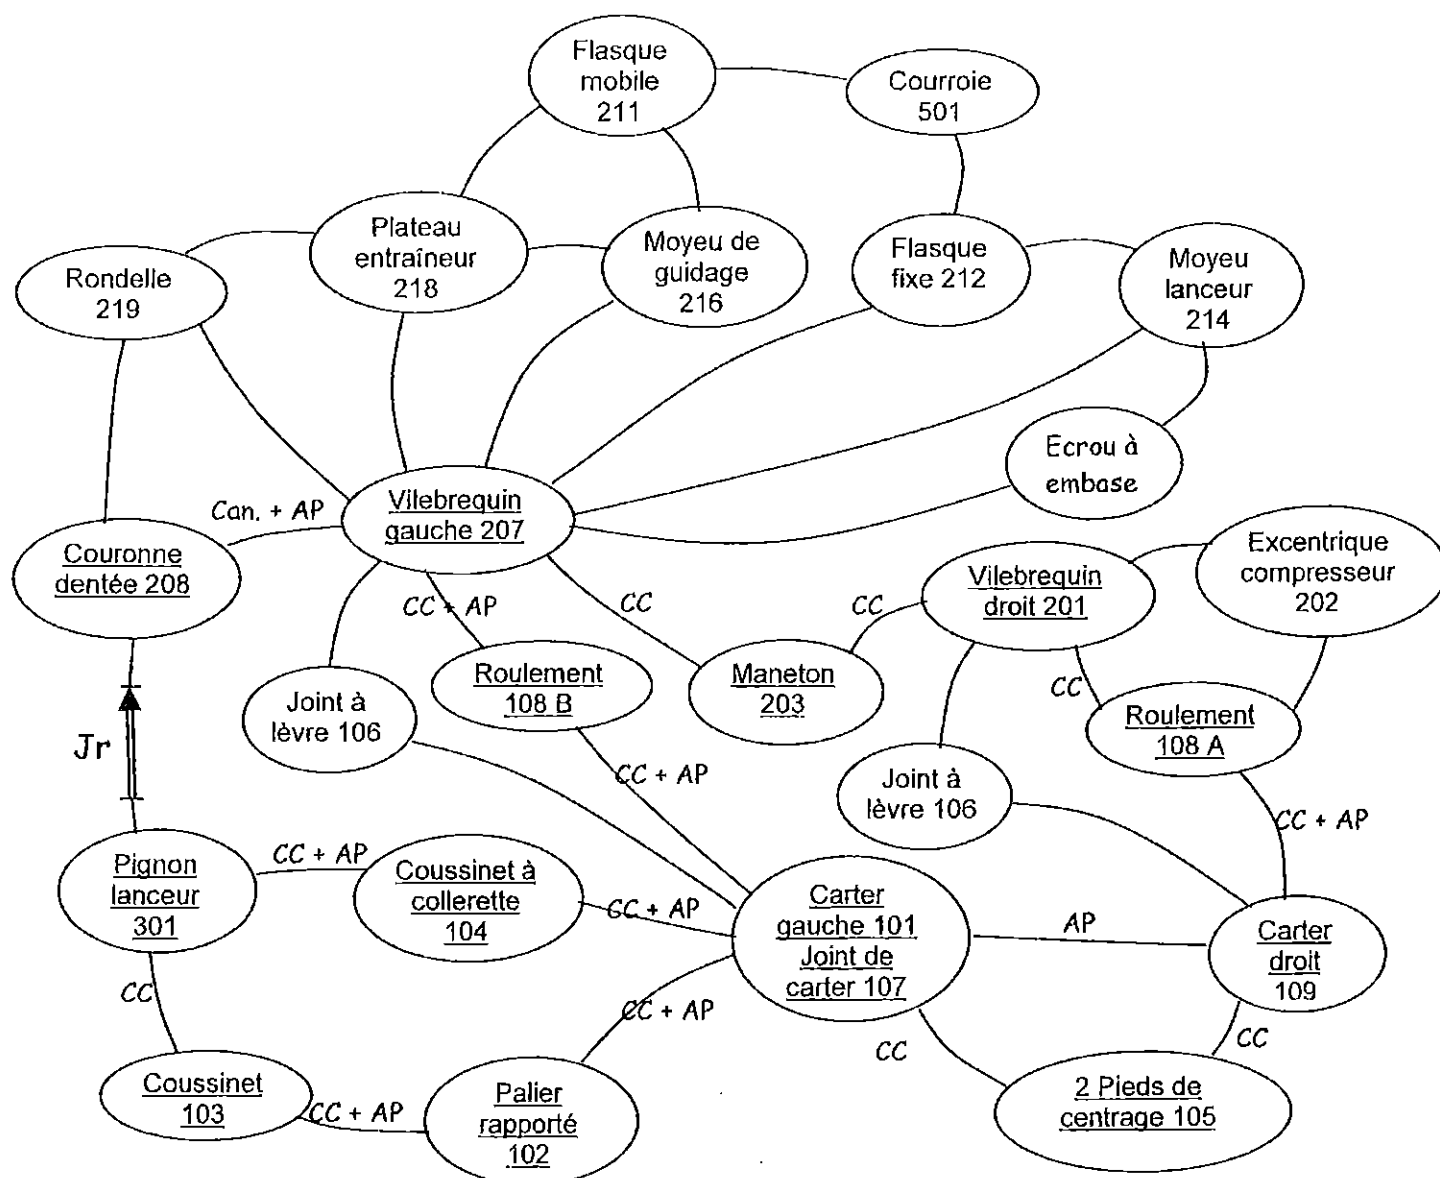 Flasque
mobile
211
Courroie
501
Plateau
entraîneur
218
Moyeu de
guidage
216
Flasque
fixe 212
Moyeu
lanceur
214
Rondelle
219
Ecrou à
embase
Can. + AP
Vilebrequin
gauche 207
Couronne
dentée 208
CC + AP
CC
CC
Vilebrequin
droit 201
Excentrique
compresseur
202
Joint à
lèvre 106
Roulement
108 B
Maneton
203
CC
Roulement
108 A
Jr
CC + AP
Joint à
lèvre 106
CC + AP
Pignon
lanceur
301
CC + AP
Coussinet à
collerette
104
CC + AP
Carter
gauche 101
Joint de
carter 107
AP
Carter
droit
109
CC
CC + AP
CC
CC
Coussinet
103
CC + AP
Palier
rapporté
102
2 Pieds de
centrage 105